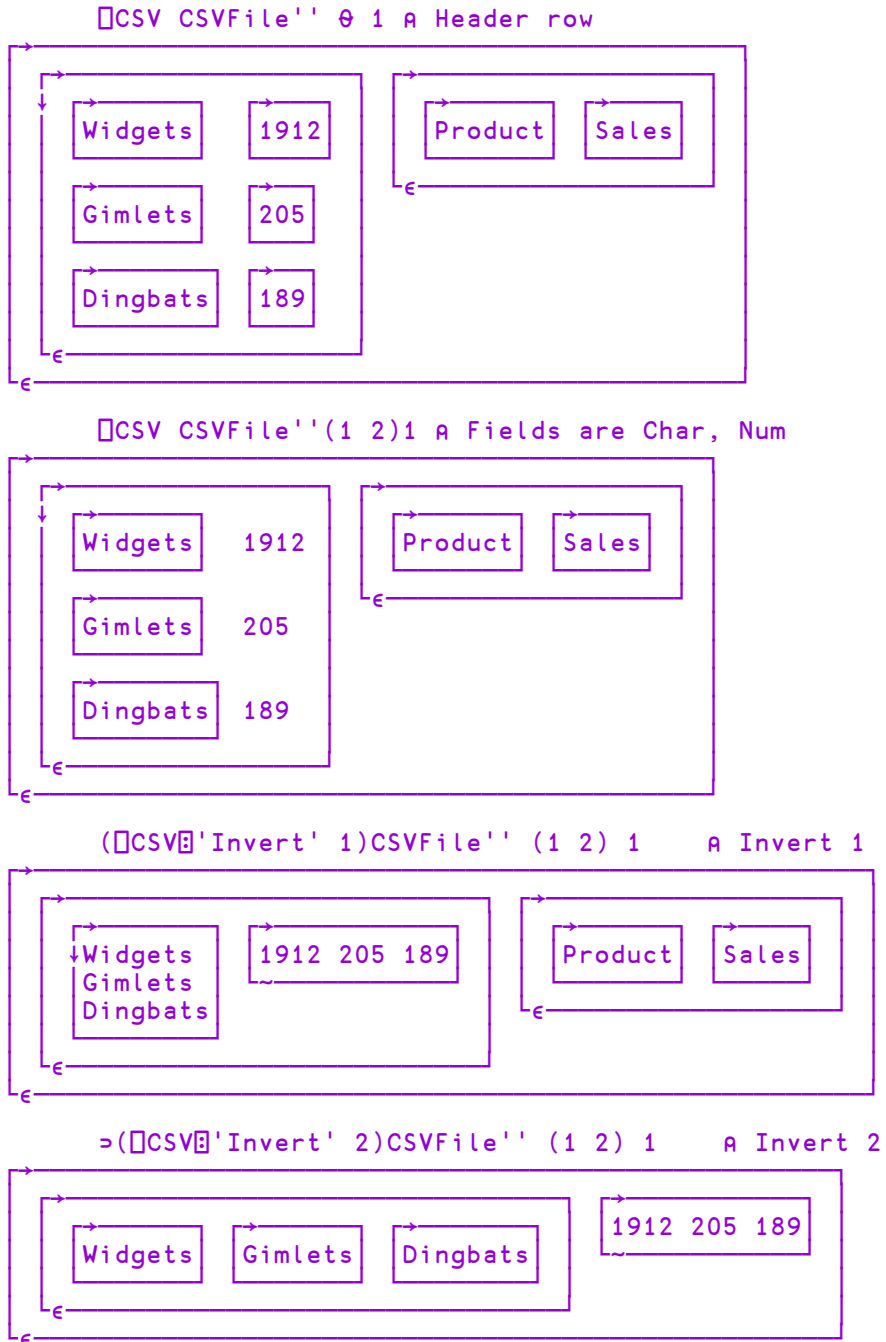 ⎕CSV CSVFile'' ⍬ 1 ⍝ Header row
Widgets 1912 Product Sales
Gimlets 205
Dingbats 189
⎕CSV CSVFile''(1 2)1 ⍝ Fields are Char, Num
Widgets 1912 Product Sales
Gimlets 205
Dingbats 189
(⎕CSV⍠'Invert' 1)CSVFile'' (1 2) 1 ⍝ Invert 1
Widgets 1912 205 189 Product Sales
Gimlets
Dingbats
⊃(⎕CSV⍠'Invert' 2)CSVFile'' (1 2) 1 ⍝ Invert 2
1912 205 189
Widgets Gimlets Dingbats